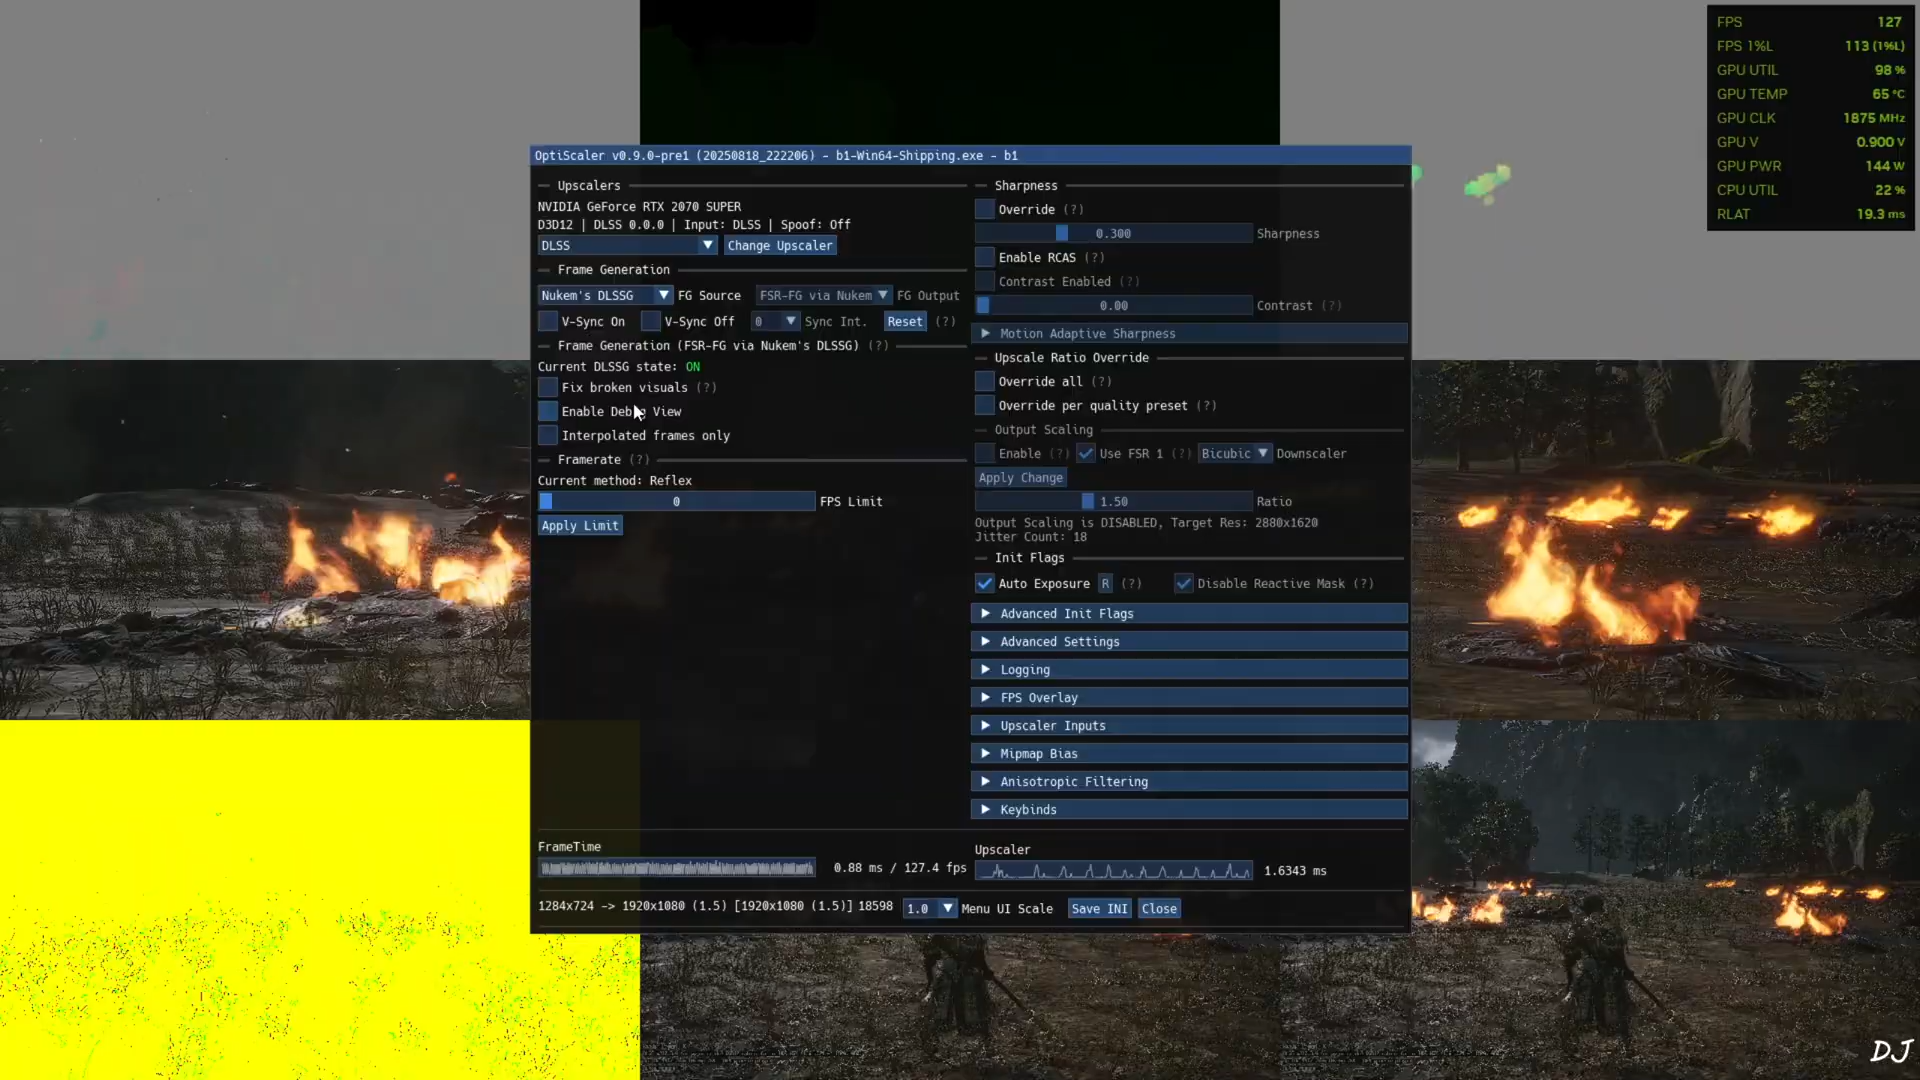 FPS 127
FPS 1%L 113 (1%L)
GPU UTIL 98 %
GPU TEMP 65 °C
GPU CLK 1875 MHz
GPU V 0.900 V
GPU PWR 144 W
CPU UTIL 22 %
RLAT 19.3 ms
OptiScaler v0.9.0-pre1 (20250818_222206) - b1-Win64-Shipping.exe - b1
Upscalers
NVIDIA GeForce RTX 2070 SUPER
D3D12 | DLSS 0.0.0 | Input: DLSS | Spoof: Off
DLSS Change Upscaler
Frame Generation
Nukem's DLSSG FG Source FSR-FG via Nukem FG Output
V-Sync On V-Sync Off 0 Sync Int. Reset (?)
Frame Generation (FSR-FG via Nukem's DLSSG) (?)
Current DLSSG state: ON
Fix broken visuals (?)
Enable Debug View
Interpolated frames only
Framerate (?)
Current method: Reflex
0 FPS Limit
Apply Limit
Sharpness
Override (?)
0.300 Sharpness
Enable RCAS (?)
Contrast Enabled (?)
0.00 Contrast (?)
Motion Adaptive Sharpness
Upscale Ratio Override
Override all (?)
Override per quality preset (?)
Output Scaling
Enable (?) Use FSR 1 (?) Bicubic Downscaler
Apply Change
1.50 Ratio
Output Scaling is DISABLED, Target Res: 2880x1620
Jitter Count: 18
Init Flags
Auto Exposure R (?) Disable Reactive Mask (?)
Advanced Init Flags
Advanced Settings
Logging
FPS Overlay
Upscaler Inputs
Mipmap Bias
Anisotropic Filtering
Keybinds
FrameTime
0.88 ms / 127.4 fps
Upscaler
1.6343 ms
1284x724 -> 1920x1080 (1.5) [1920x1080 (1.5)] 18598 1.0 Menu UI Scale Save INI Close
DJ